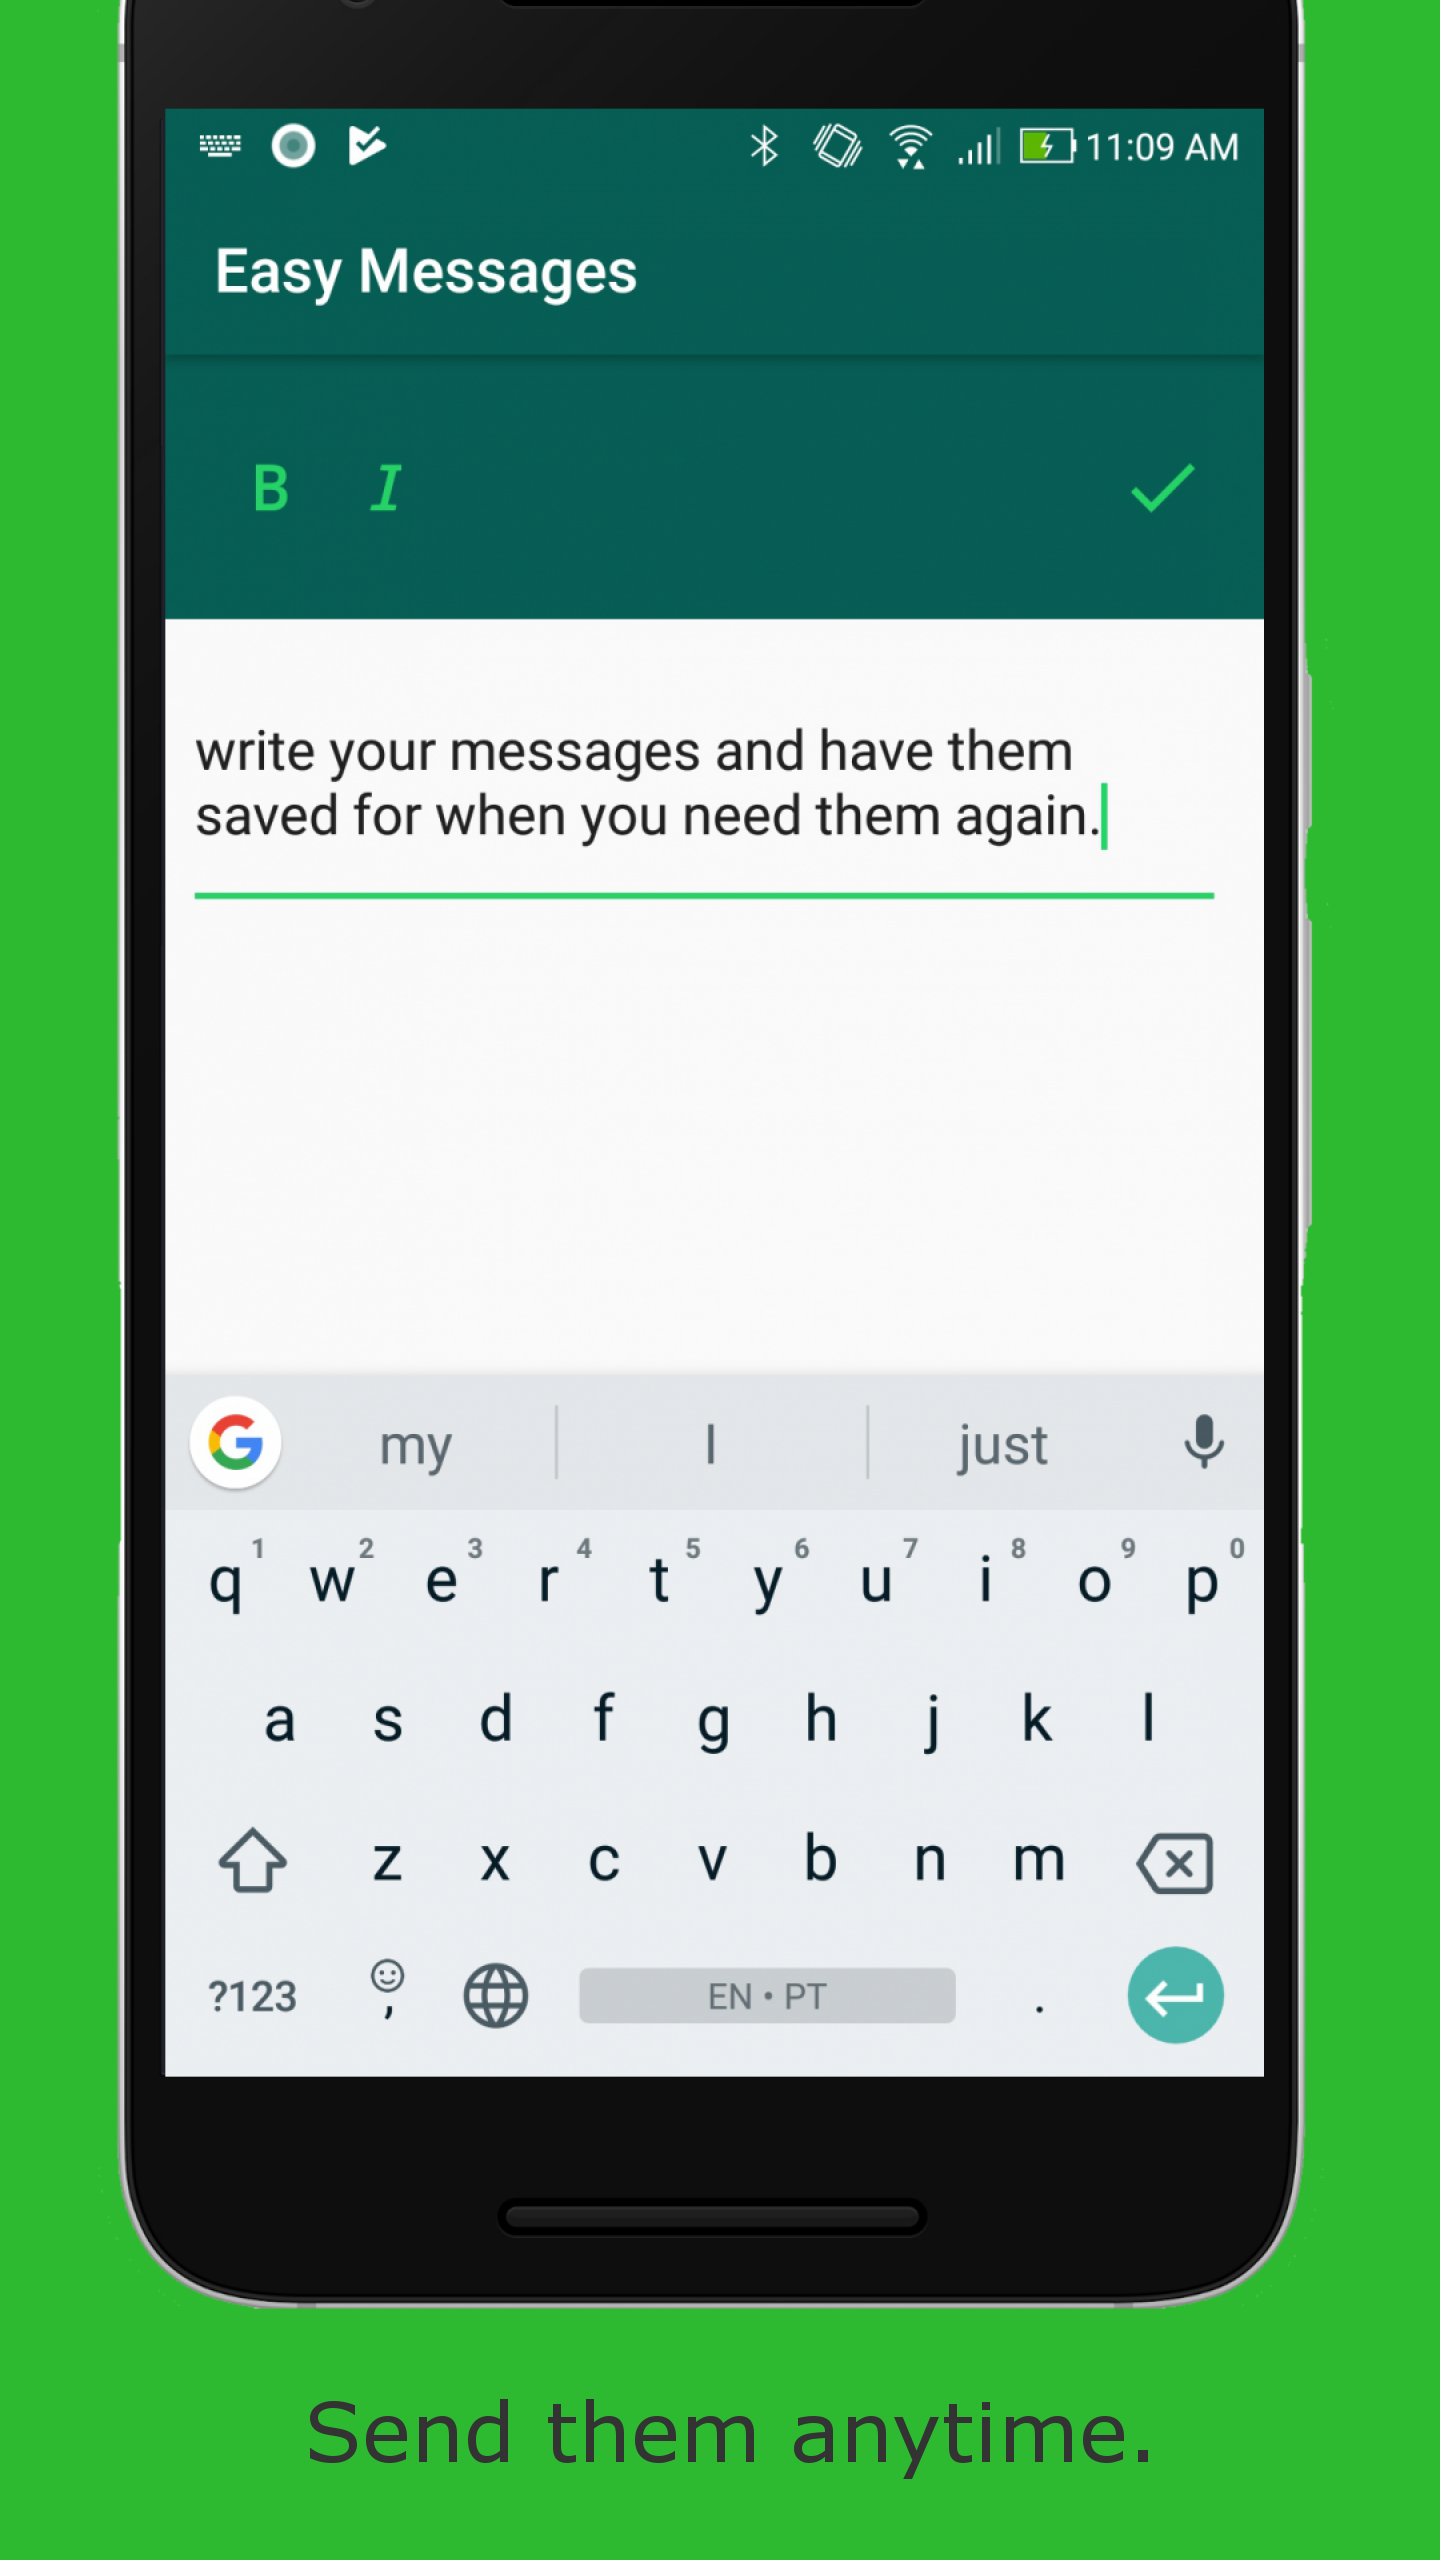 11:09 AM
Easy Messages
B I
write your messages and have them
saved for when you need them again.
G my I just
1 2 3 4 5 6 7 8 9 0
q w e r t y u i o p
a s d f g h j k l
z x c v b n m
?123 , EN • PT .
Send them anytime.